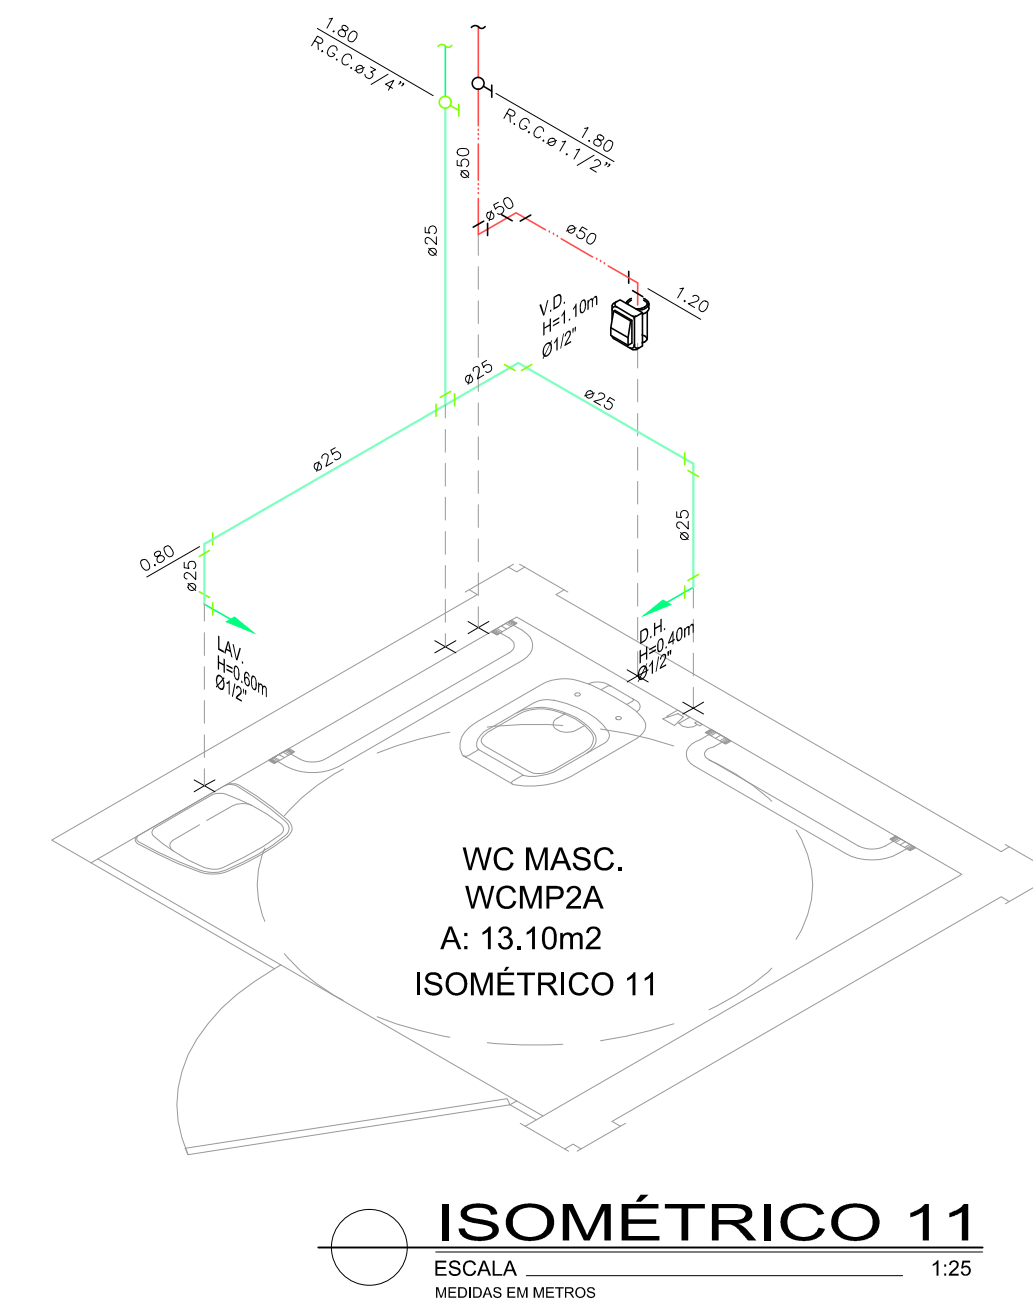 1.80
R.G.C.ø3/4"
1.80
R.G.C.ø1.1/2"
ø50
ø50
ø50
ø25
V.D.
H=1.10m
Ø1/2"
1.20
ø25
ø25
ø25
0.80
ø25
ø25
LAV.
H=0.60m
Ø1/2"
D.H.
H=0.40m
Ø1/2"
WC MASC.
WCMP2A
A: 13.10m2
ISOMÉTRICO 11
ISOMÉTRICO 11
ESCALA 1:25
MEDIDAS EM METROS